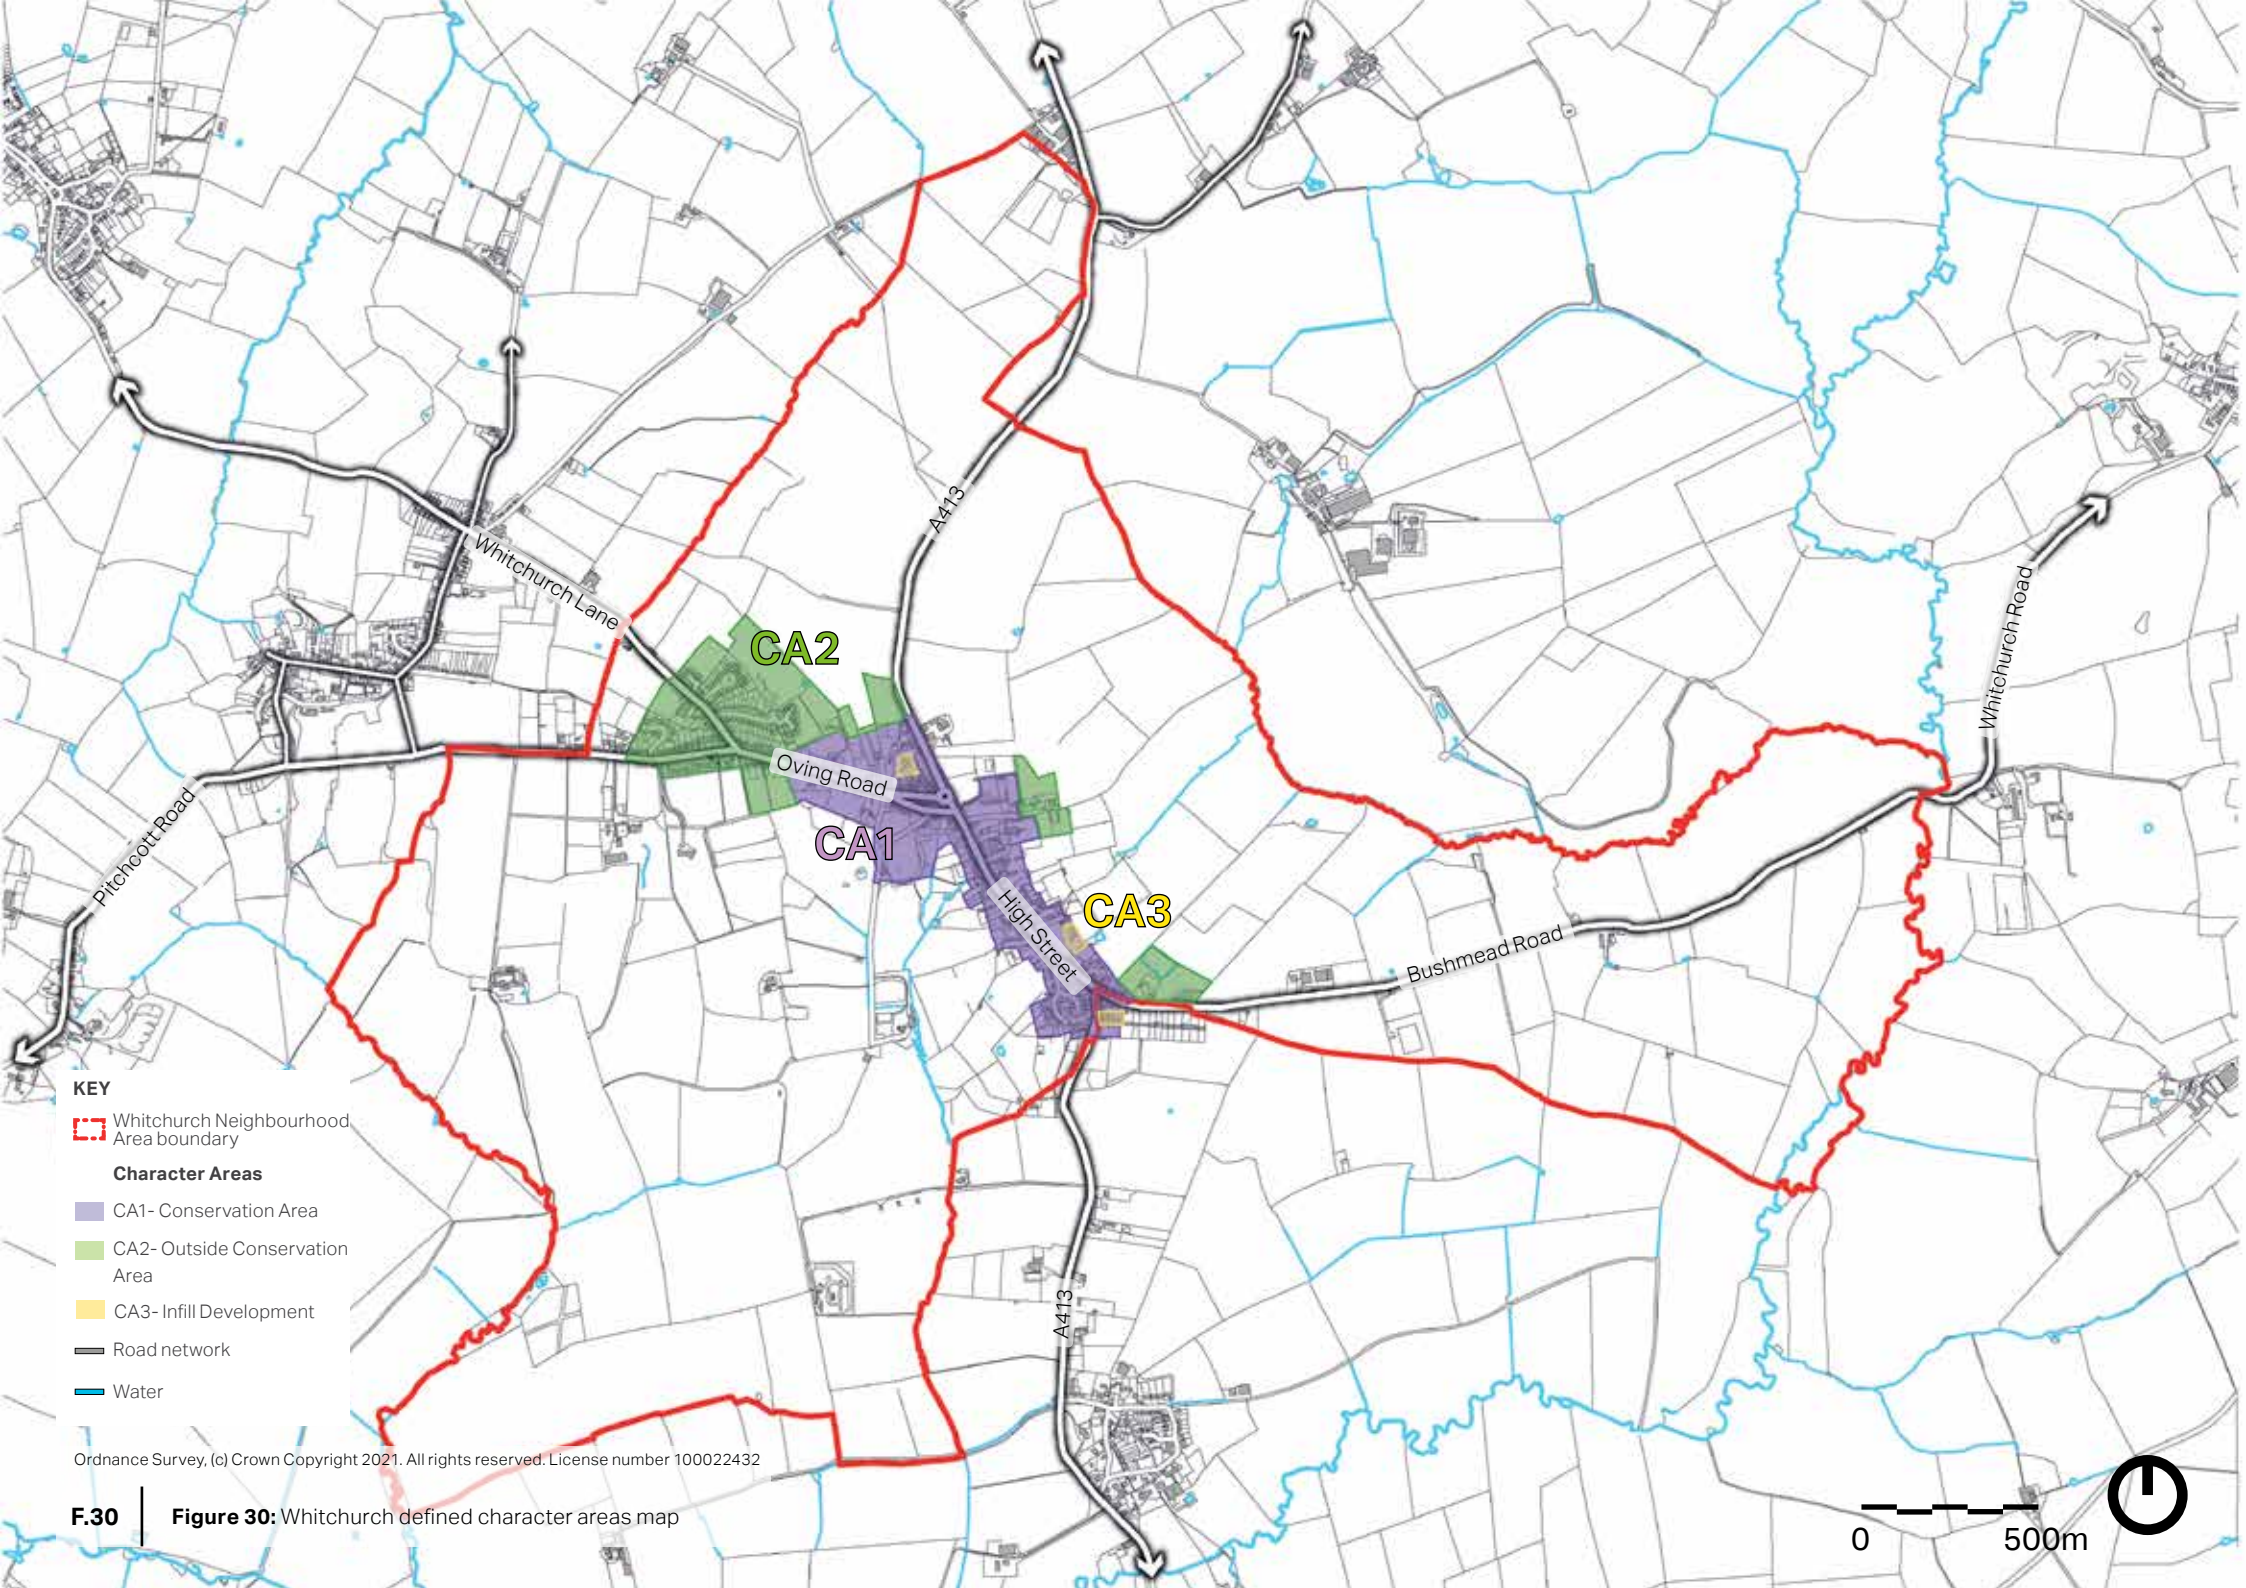 A413
Whitchurch Lane
CA2
Whitchurch Road
Oving Road
Pitchcott Road
CA1
High Street
CA3
Bushmead Road
A413
KEY
Whitchurch Neighbourhood
Area boundary
Character Areas
CA1- Conservation Area
CA2- Outside Conservation
Area
CA3- Infill Development
Road network
Water
Ordnance Survey, (c) Crown Copyright 2021. All rights reserved. License number 100022432
F.30
Figure 30: Whitchurch defined character areas map
0 500m